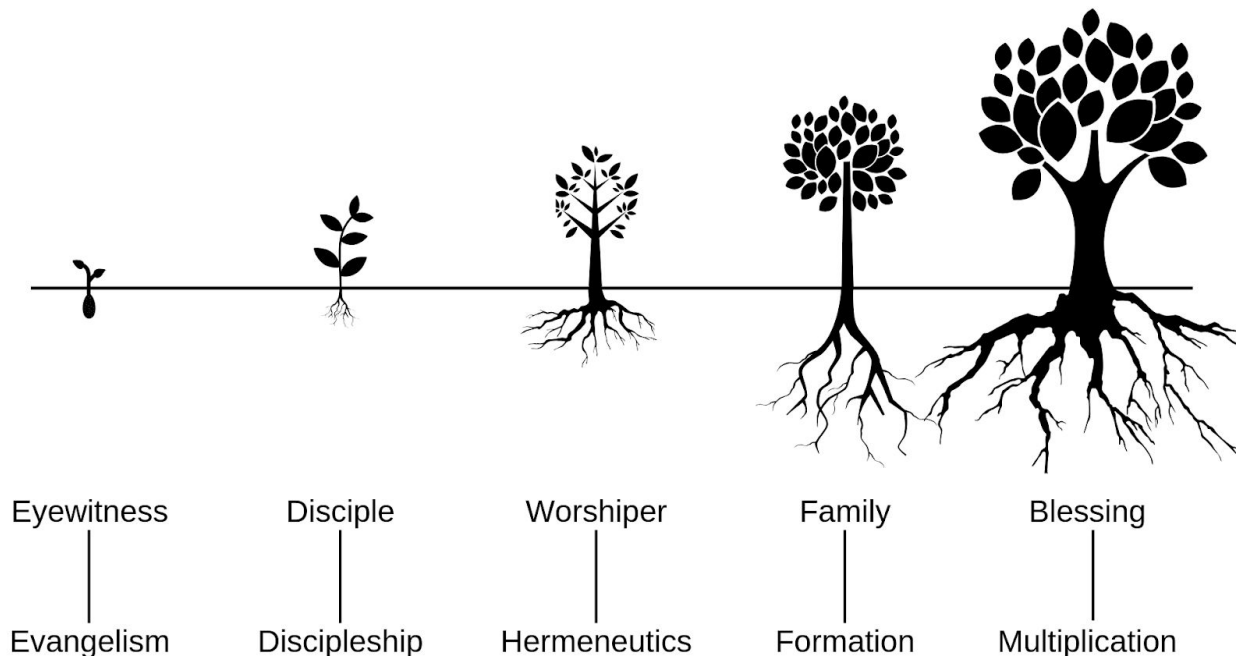 Eyewitness Disciple Worshiper Family Blessing
Evangelism Discipleship Hermeneutics Formation Multiplication